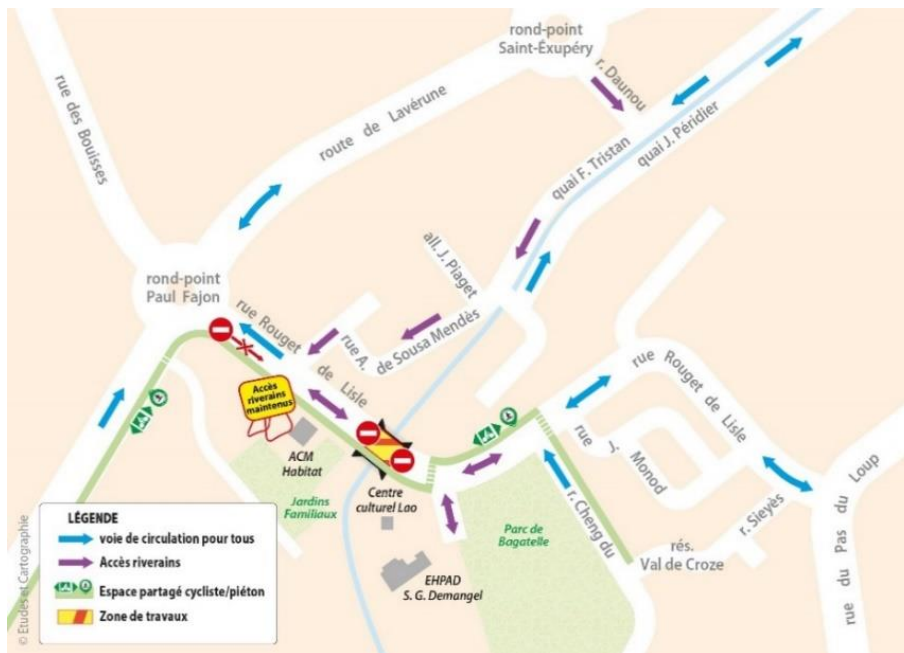 rond-point
Saint-Éxupéry
r. Daunou
rue des Bouisses
route de Lavérune
quai F. Tristan
quai J. Péridier
all. J. Piaget
rond-point
Paul Fajon
rue Rouget
de Lisle
rue A.
de Sousa Mendès
Accès
riverains
maintenus
ACM
Habitat
Jardins
Familiaux
Centre
culturel Lao
EHPAD
S. G. Demangel
Parc de
Bagatelle
rue Rouget de Lisle
rue J. Monod
r. Cheng du
r. Sieyès
rés.
Val de Croze
rue du Pas du Loup
LÉGENDE
voie de circulation pour tous
Accès riverains
Espace partagé cycliste/piéton
Zone de travaux
© Etudes et Cartographie